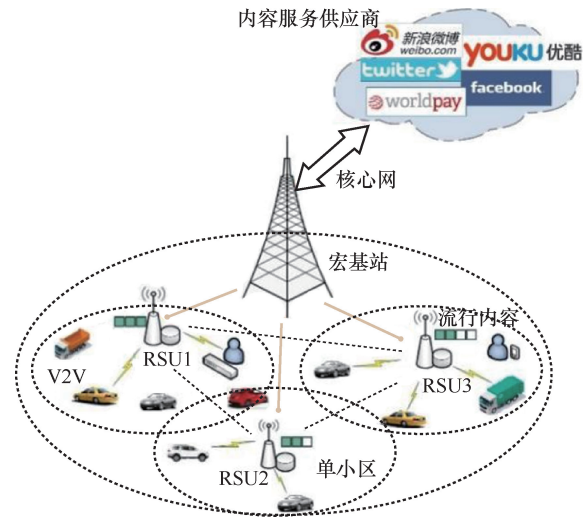 内容服务供应商
新浪微博
weibo.com
YOUKU优酷
twitter
facebook
worldpay
核心网
宏基站
流行内容
RSU1
V2V
RSU3
RSU2
单小区